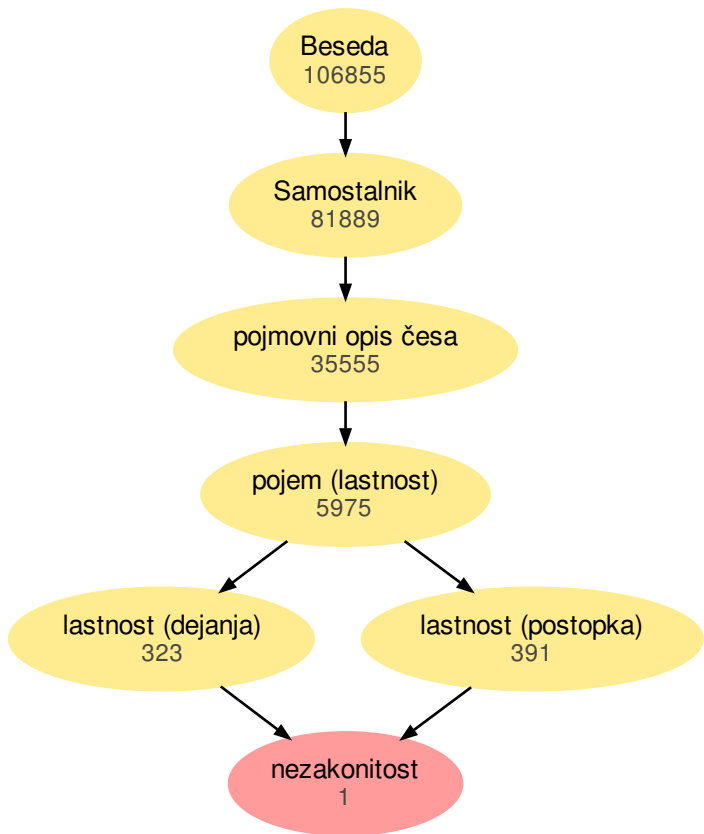 Beseda
106855
Samostalnik
81889
pojmovni opis česa
35555
pojem (lastnost)
5975
lastnost (dejanja)
323
lastnost (postopka)
391
nezakonitost
1